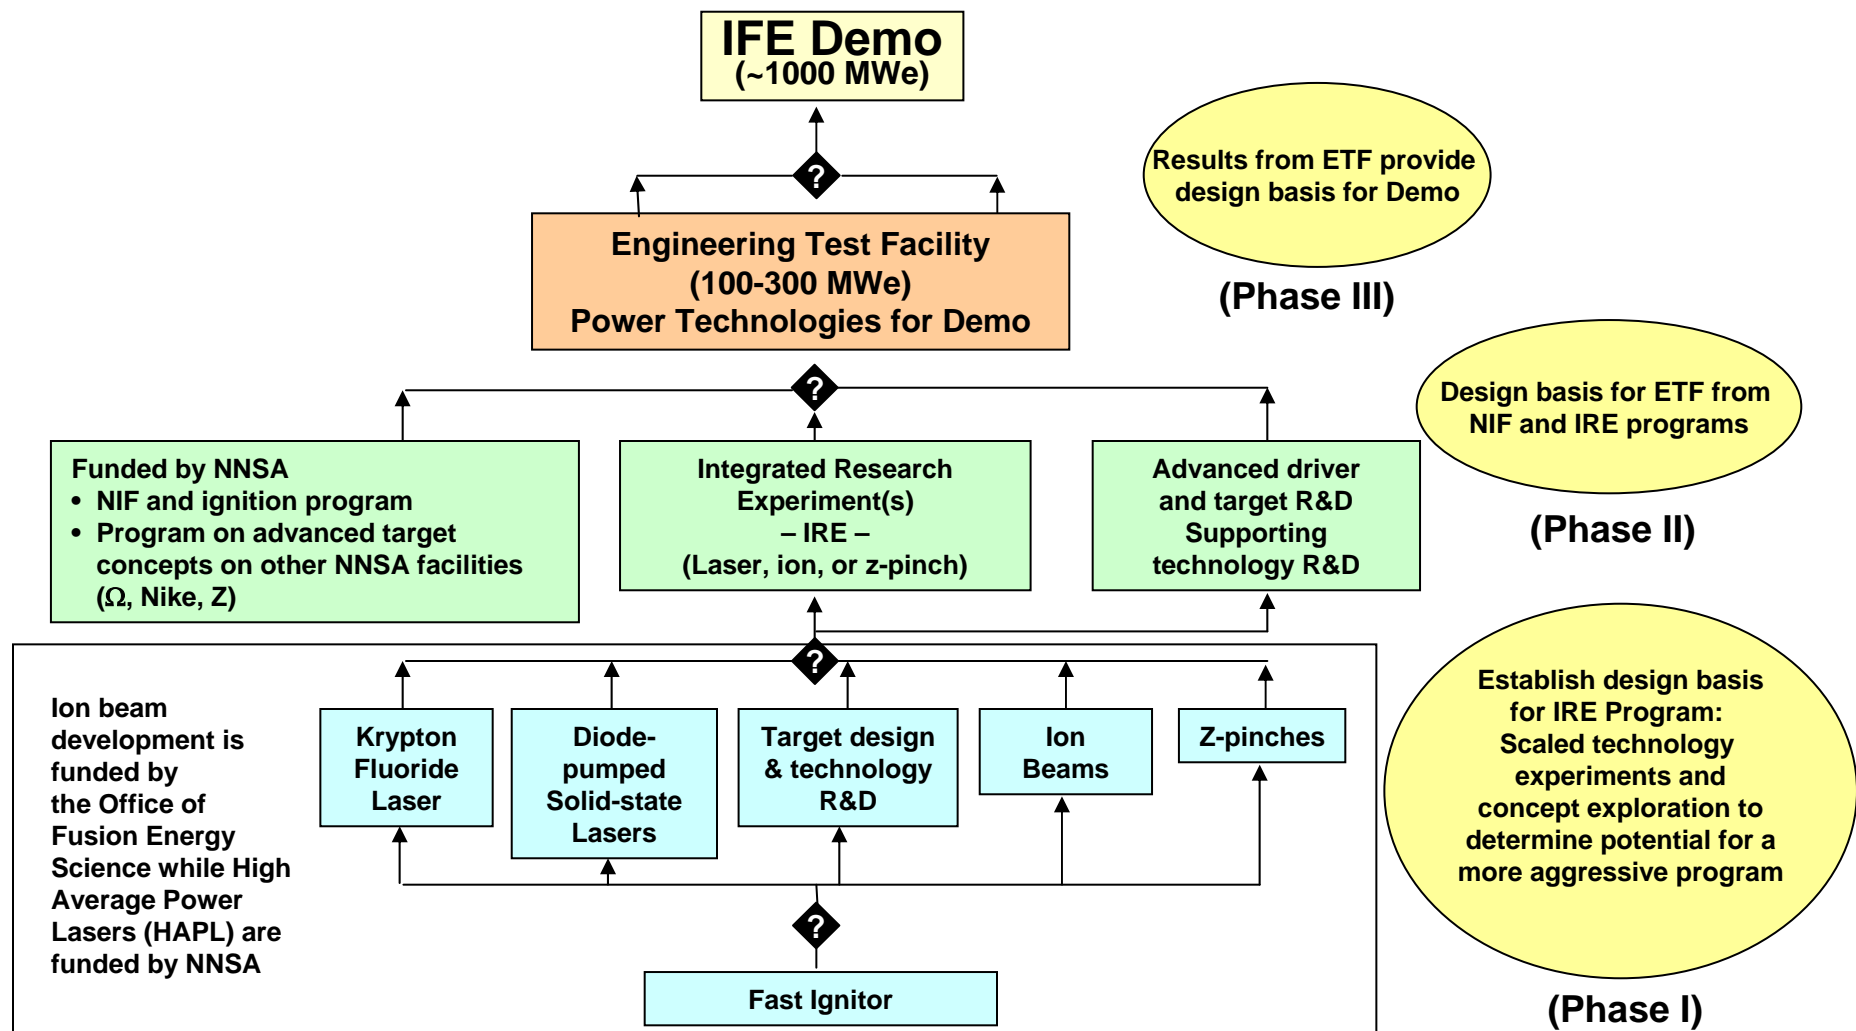 IFE Demo
(~1000 MWe)
?
Results from ETF provide
design basis for Demo
(Phase III)
Engineering Test Facility
(100-300 MWe)
Power Technologies for Demo
?
Design basis for ETF from
NIF and IRE programs
(Phase II)
Funded by NNSA
• NIF and ignition program
• Program on advanced target
concepts on other NNSA facilities
(Ω, Nike, Z)
Integrated Research
Experiment(s)
– IRE –
(Laser, ion, or z-pinch)
Advanced driver
and target R&D
Supporting
technology R&D
?
Ion beam
development is
funded by
the Office of
Fusion Energy
Science while High
Average Power
Lasers (HAPL) are
funded by NNSA
Krypton
Fluoride
Laser
Diode-
pumped
Solid-state
Lasers
Target design
& technology
R&D
Ion
Beams
Z-pinches
Establish design basis
for IRE Program:
Scaled technology
experiments and
concept exploration to
determine potential for a
more aggressive program
(Phase I)
?
Fast Ignitor